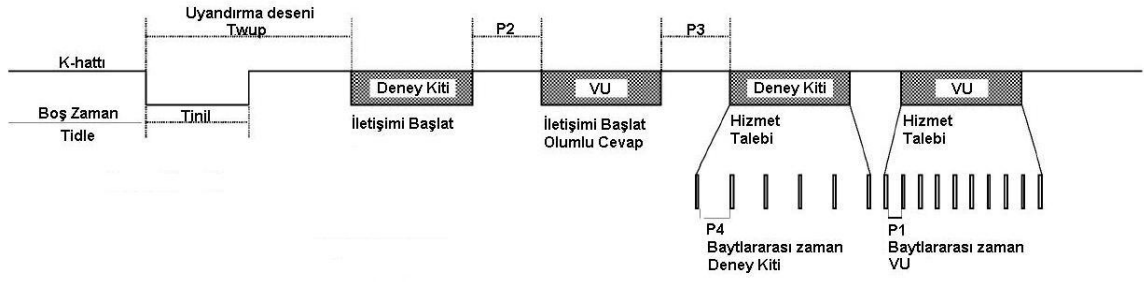 Uyandırma deseni
Twup
P2
P3
K-hattı
Deney Kiti
VU
Deney Kiti
VU
Boş Zaman
Tidle
Tinil
İletişimi Başlat
İletişimi Başlat
Olumlu Cevap
Hizmet
Talebi
Hizmet
Talebi
P4
Baytlararası zaman
Deney Kiti
P1
Baytlararası zaman
VU